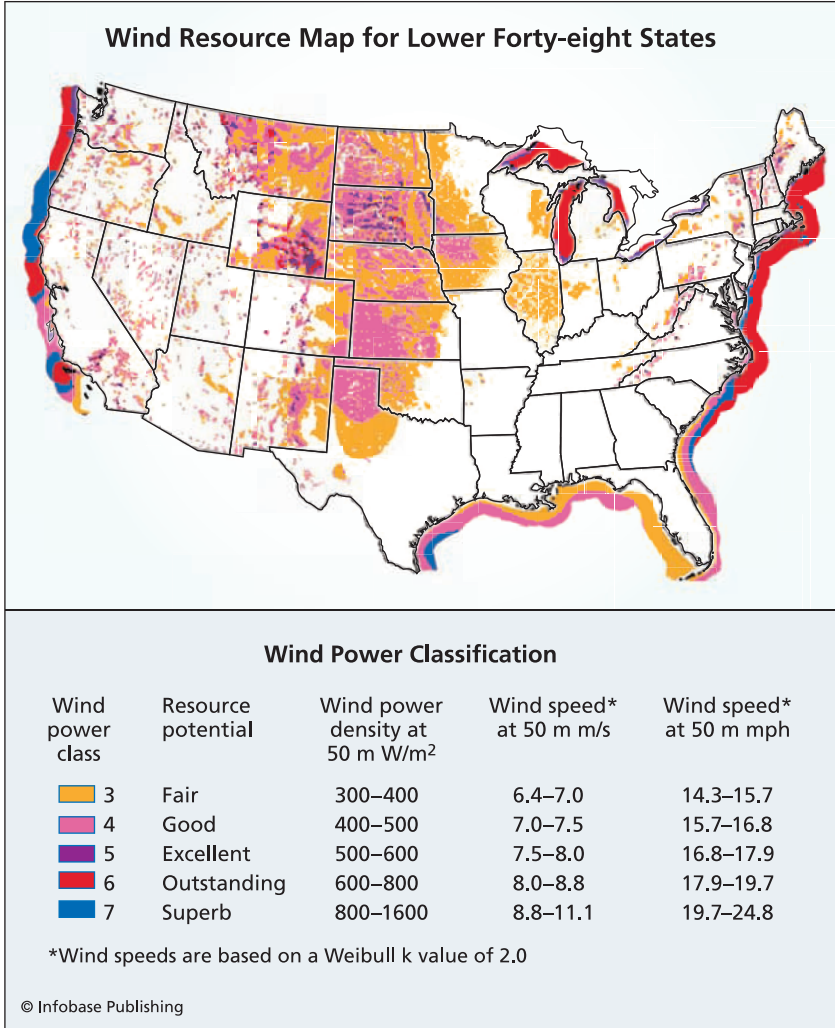 Wind Resource Map for Lower Forty-eight States
Wind Power Classification
Wind power class Resource potential Wind power density at 50 m W/m² Wind speed* at 50 m m/s Wind speed* at 50 m mph
3 Fair 300–400 6.4–7.0 14.3–15.7
4 Good 400–500 7.0–7.5 15.7–16.8
5 Excellent 500–600 7.5–8.0 16.8–17.9
6 Outstanding 600–800 8.0–8.8 17.9–19.7
7 Superb 800–1600 8.8–11.1 19.7–24.8
*Wind speeds are based on a Weibull k value of 2.0
© Infobase Publishing